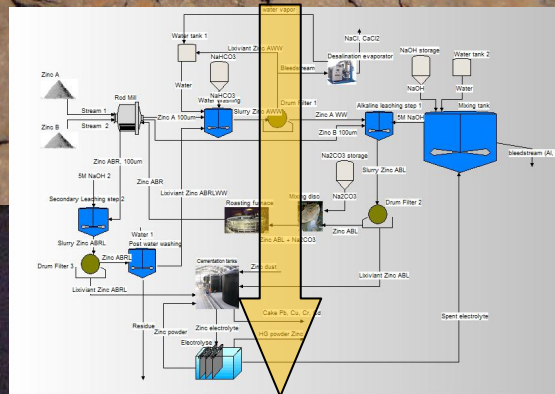 water vapor
NaCl, CaCl2
Water tank 1
Lixiviant Zinc AWW
NaHCO3
Bleedstream
Desalination evaporator
NaOH storage
Water tank 2
Zinc A
Rod Mill
Water
NaHCO3
Water washing
Slurry Zinc AWW
Drum Filter 1
Alkaline leaching step 1
NaOH
Water
Mixing tank
Stream 1
Zinc A 100um
Zinc A WW
5M NaOH
Stream 2
Zinc B 100um
Zinc B
bleedstream (Al,
Zinc ABR, 100um
Zinc ABR
Na2CO3 storage
Slurry Zinc ABL
5M NaOH 2
Lixiviant Zinc ABRLWW
Roasting furnace
Mixing disc
Na2CO3
Secondary Leaching step 2
Drum Filter 2
Water 1
Zinc ABL
Slurry Zinc ABRL
Post water washing
Zinc ABL + Na2CO3
Zinc ABRL
Drum Filter 3
Cementation tanks
Zinc dust
Lixiviant Zinc ABL
Lixiviant Zinc ABRL
Cake Pb, Cu, Cr, Cd
Residue
Zinc powder
Zinc electrolyte
Spent electrolyte
Electrolyse
HG powder Zinc